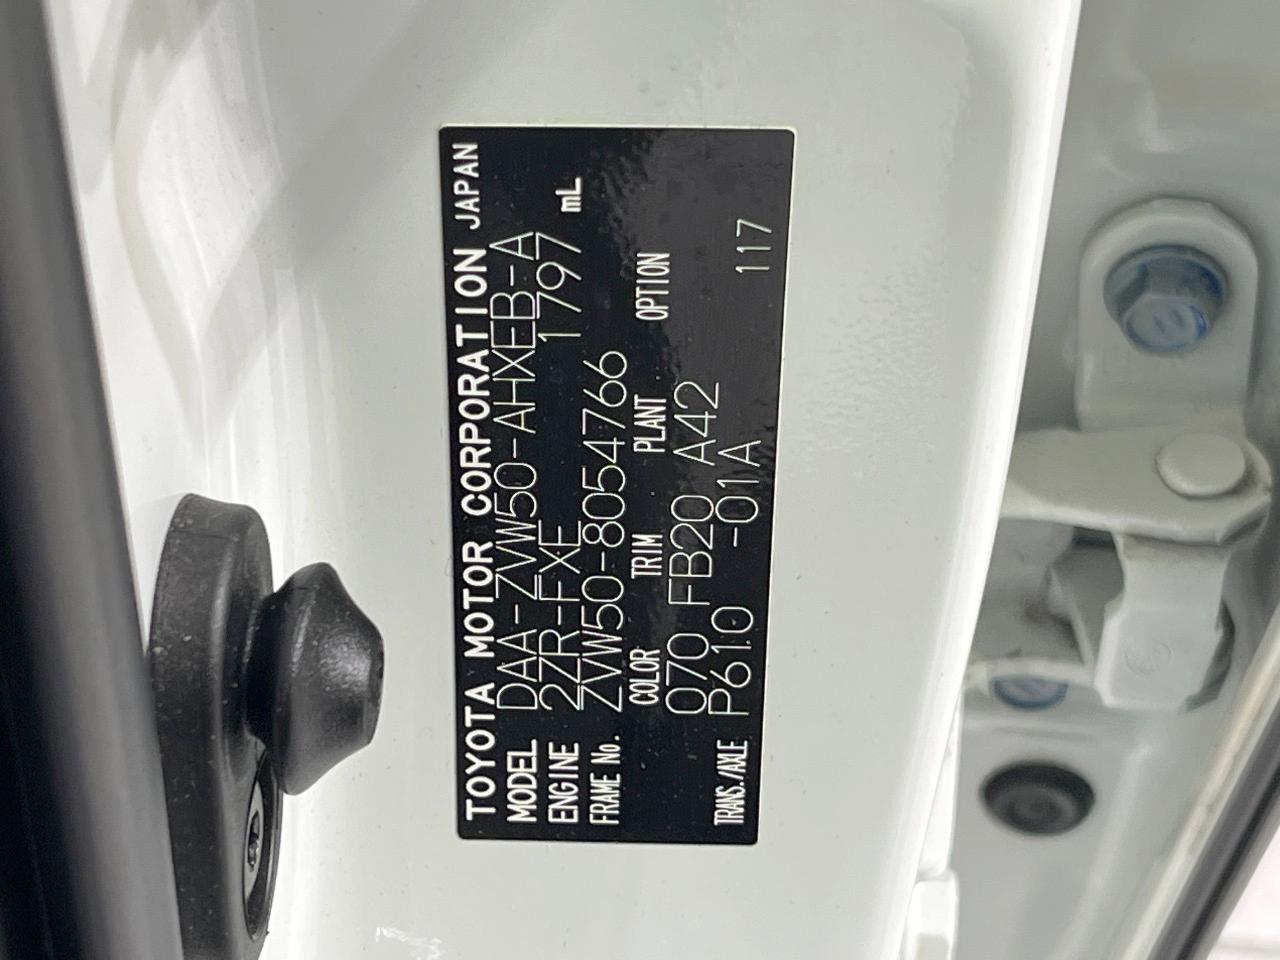 TOYOTA MOTOR CORPORATION JAPAN
MODEL DAA-ZVW50-AHXEB-A
ENGINE 2ZR-FXE 1797 mL
FRAME No. ZVW50-8054766
COLOR TRIM PLANT OPTION
070 FB20 A42
TRANS./AXLE P610 -01A 117